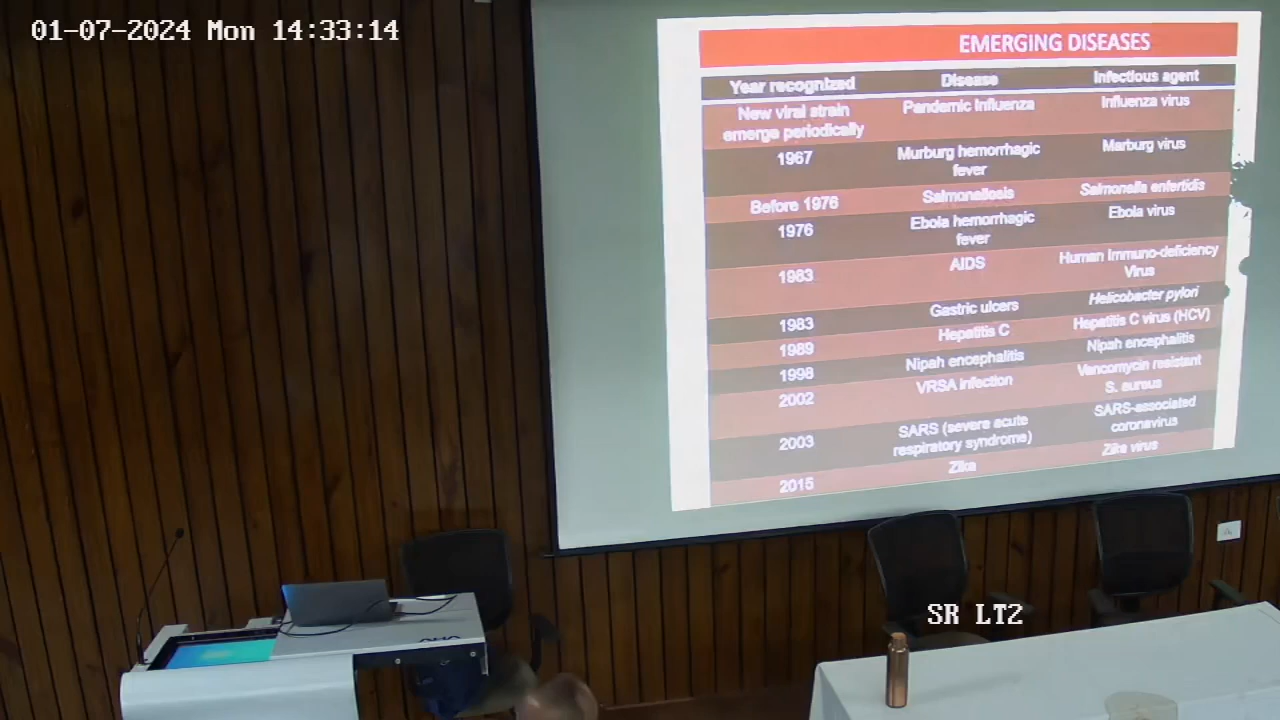 01-07-2024 Mon 14:33:14
EMERGING DISEASES
Year recognized Disease Infectious agent
New viral strain Pandemic Influenza Influenza virus
emerge periodically
1967 Murburg hemorrhagic Marburg virus
fever
Before 1976 Salmonallosis Salmonalla enfertidis
1976 Ebola hemorrhagic Ebola virus
fever
1983 AIDS Human Immuno-deficiency
Virus
1983 Gastric ulcers Helicobacter pylori
1989 Hepatitis C Hepatitis C virus (HCV)
1998 Nipah encephalitis Nipah encephalitis
2002 VRSA infection Vancomycin resistant
S. aureus
2003 SARS (severe acute SARS-associated
respiratory syndrome) coronavirus
2015 Zika Zika virus
SR LT2